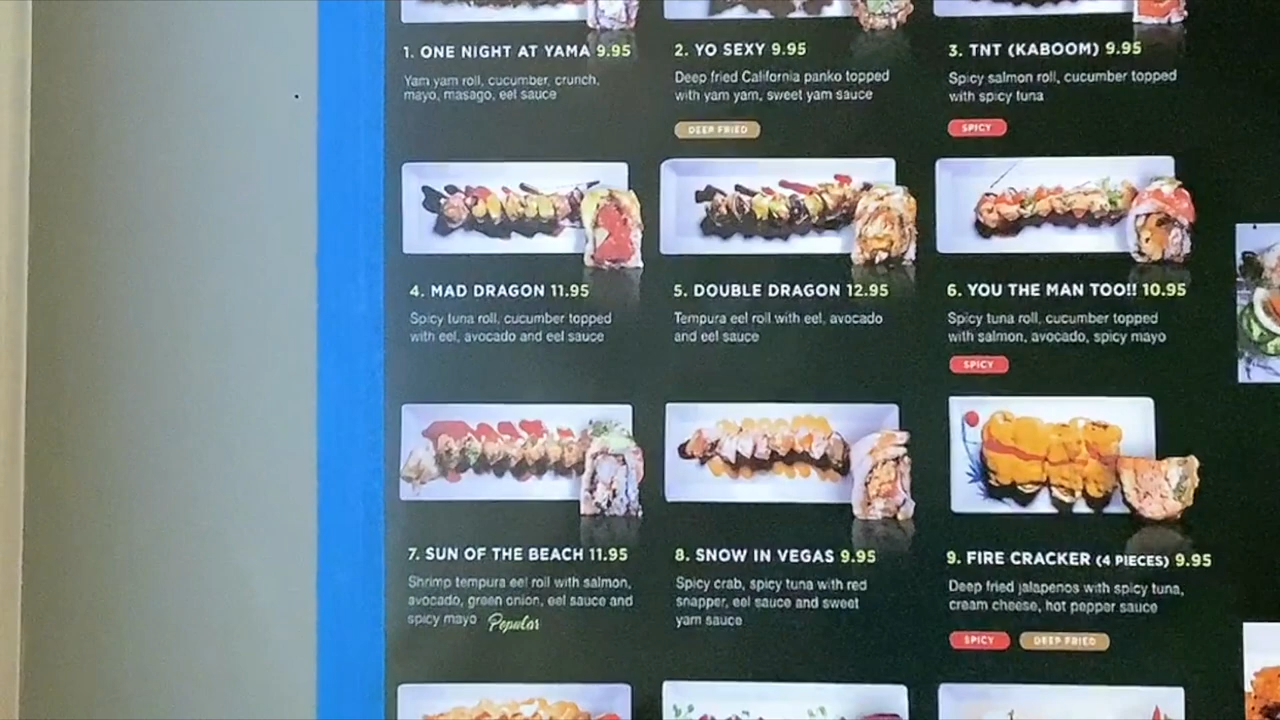 1. ONE NIGHT AT YAMA 9.95
Yam yam roll, cucumber, crunch,
mayo, masago, eel sauce
2. YO SEXY 9.95
Deep fried California panko topped
with yam yam, sweet yam sauce
DEEP FRIED
3. TNT (KABOOM) 9.95
Spicy salmon roll, cucumber topped
with spicy tuna
SPICY
4. MAD DRAGON 11.95
Spicy tuna roll, cucumber topped
with eel, avocado and eel sauce
5. DOUBLE DRAGON 12.95
Tempura eel roll with eel, avocado
and eel sauce
6. YOU THE MAN TOO!! 10.95
Spicy tuna roll, cucumber topped
with salmon, avocado, spicy mayo
SPICY
7. SUN OF THE BEACH 11.95
Shrimp tempura eel roll with salmon,
avocado, green onion, eel sauce and
spicy mayo Popular
8. SNOW IN VEGAS 9.95
Spicy crab, spicy tuna with red
snapper, eel sauce and sweet
yam sauce
9. FIRE CRACKER (4 PIECES) 9.95
Deep fried jalapenos with spicy tuna,
cream cheese, hot pepper sauce
SPICY DEEP FRIED